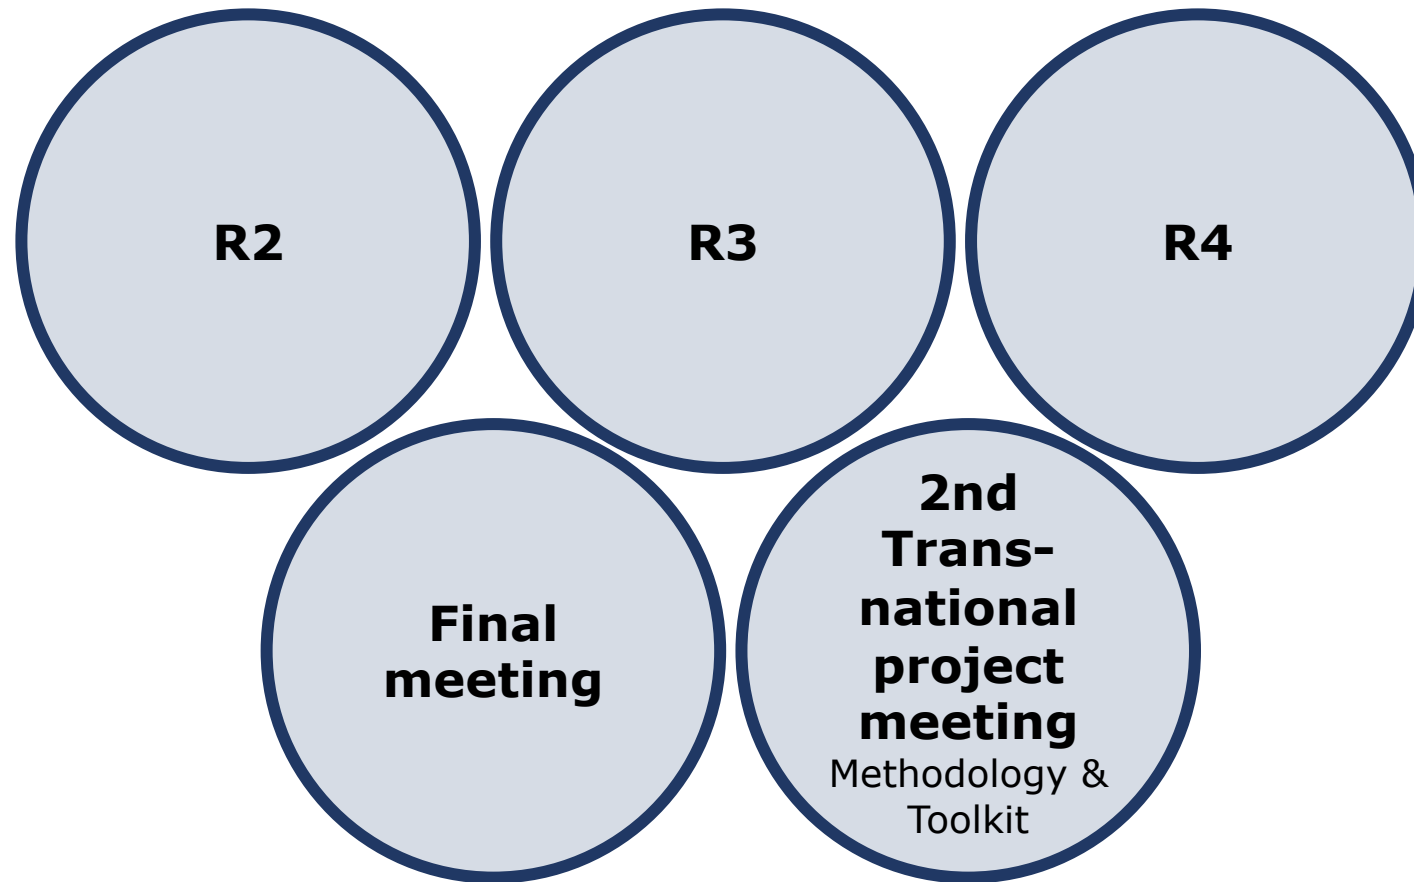 R2
R3
R4
Final
meeting
2nd
Trans-
national
project
meeting
Methodology &
Toolkit